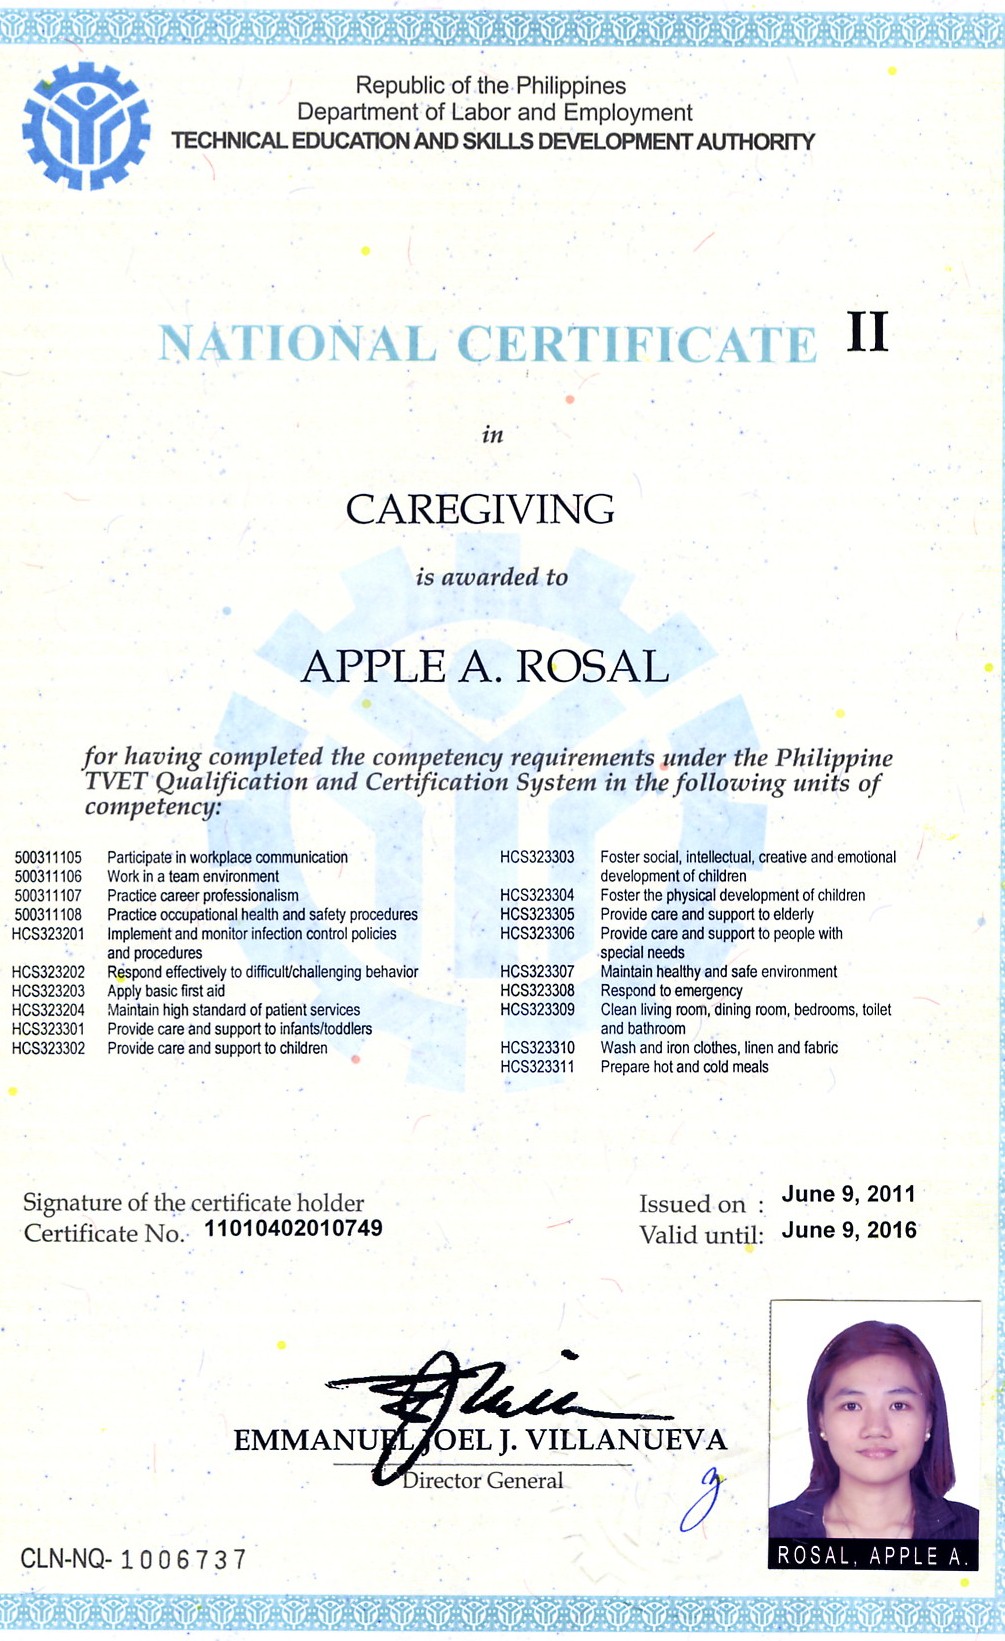 Republic of the Philippines
Department of Labor and Employment
TECHNICAL EDUCATION AND SKILLS DEVELOPMENT AUTHORITY
NATIONAL CERTIFICATE II
in
CAREGIVING
is awarded to
APPLE A. ROSAL
for having completed the competency requirements under the Philippine
TVET Qualification and Certification System in the following units of
competency:
500311105 Participate in workplace communication
500311106 Work in a team environment
500311107 Practice career professionalism
500311108 Practice occupational health and safety procedures
HCS323201 Implement and monitor infection control policies
and procedures
HCS323202 Respond effectively to difficult/challenging behavior
HCS323203 Apply basic first aid
HCS323204 Maintain high standard of patient services
HCS323301 Provide care and support to infants/toddlers
HCS323302 Provide care and support to children
HCS323303 Foster social, intellectual, creative and emotional
development of children
HCS323304 Foster the physical development of children
HCS323305 Provide care and support to elderly
HCS323306 Provide care and support to people with
special needs
HCS323307 Maintain healthy and safe environment
HCS323308 Respond to emergency
HCS323309 Clean living room, dining room, bedrooms, toilet
and bathroom
HCS323310 Wash and iron clothes, linen and fabric
HCS323311 Prepare hot and cold meals
Signature of the certificate holder
Certificate No. 11010402010749
Issued on : June 9, 2011
Valid until: June 9, 2016
EMMANUEL JOEL J. VILLANUEVA
Director General
ROSAL, APPLE A.
CLN-NQ- 1006737